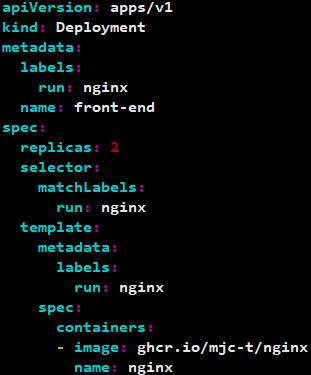 apiVersion: apps/v1
kind: Deployment
metadata:
  labels:
    run: nginx
  name: front-end
spec:
  replicas: 2
  selector:
    matchLabels:
      run: nginx
  template:
    metadata:
      labels:
        run: nginx
    spec:
      containers:
      - image: ghcr.io/mjc-t/nginx
        name: nginx